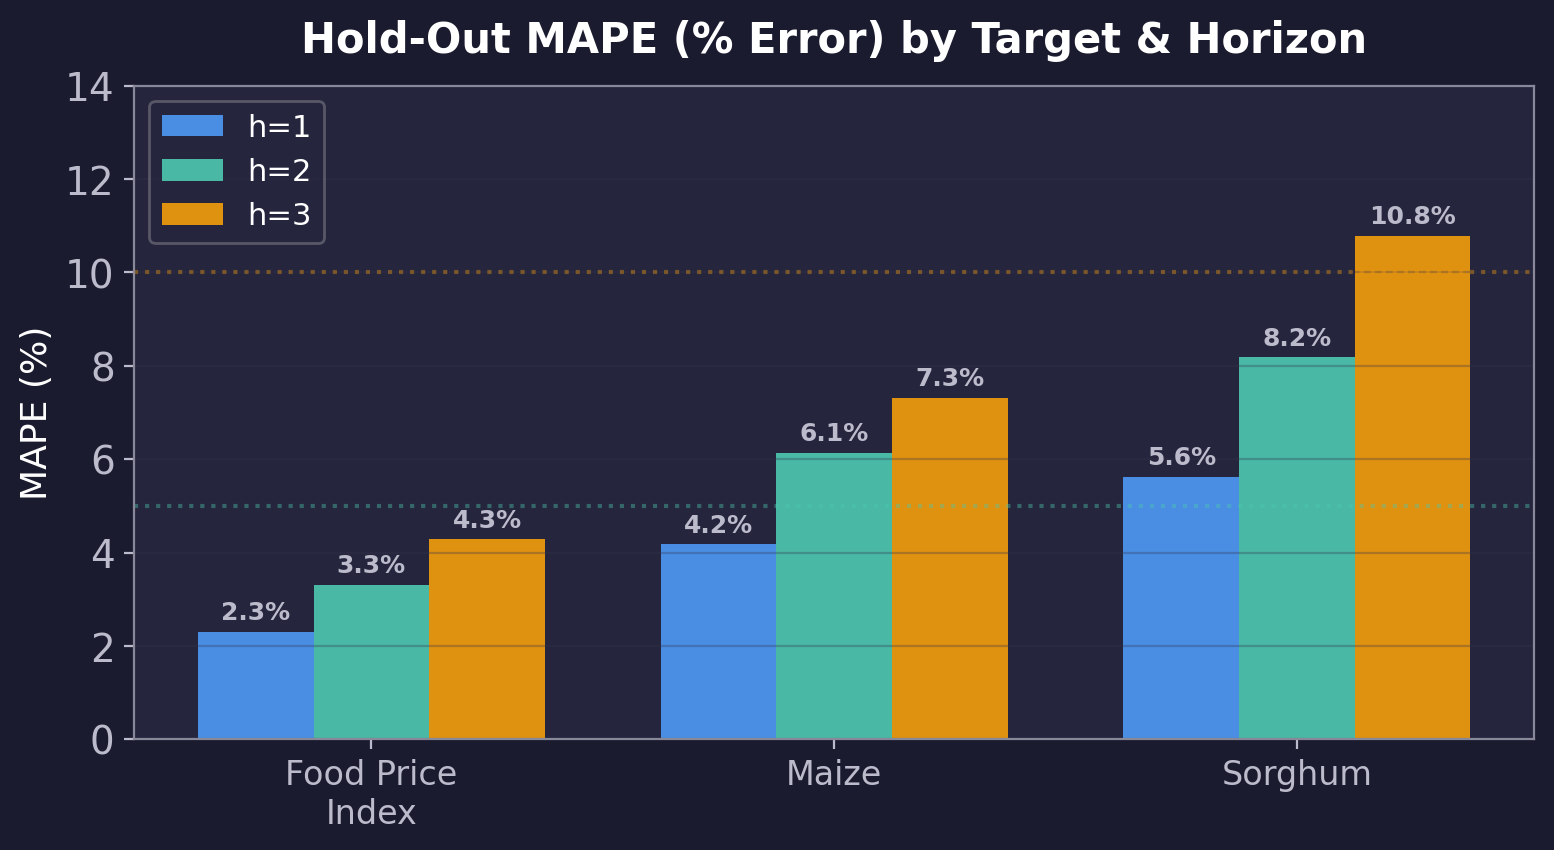 Hold-Out MAPE (% Error) by Target & Horizon
14
12
10
8
6
4
2
0
MAPE (%)
h=1
h=2
h=3
2.3%
3.3%
4.3%
4.2%
6.1%
7.3%
5.6%
8.2%
10.8%
Food Price
Index
Maize
Sorghum